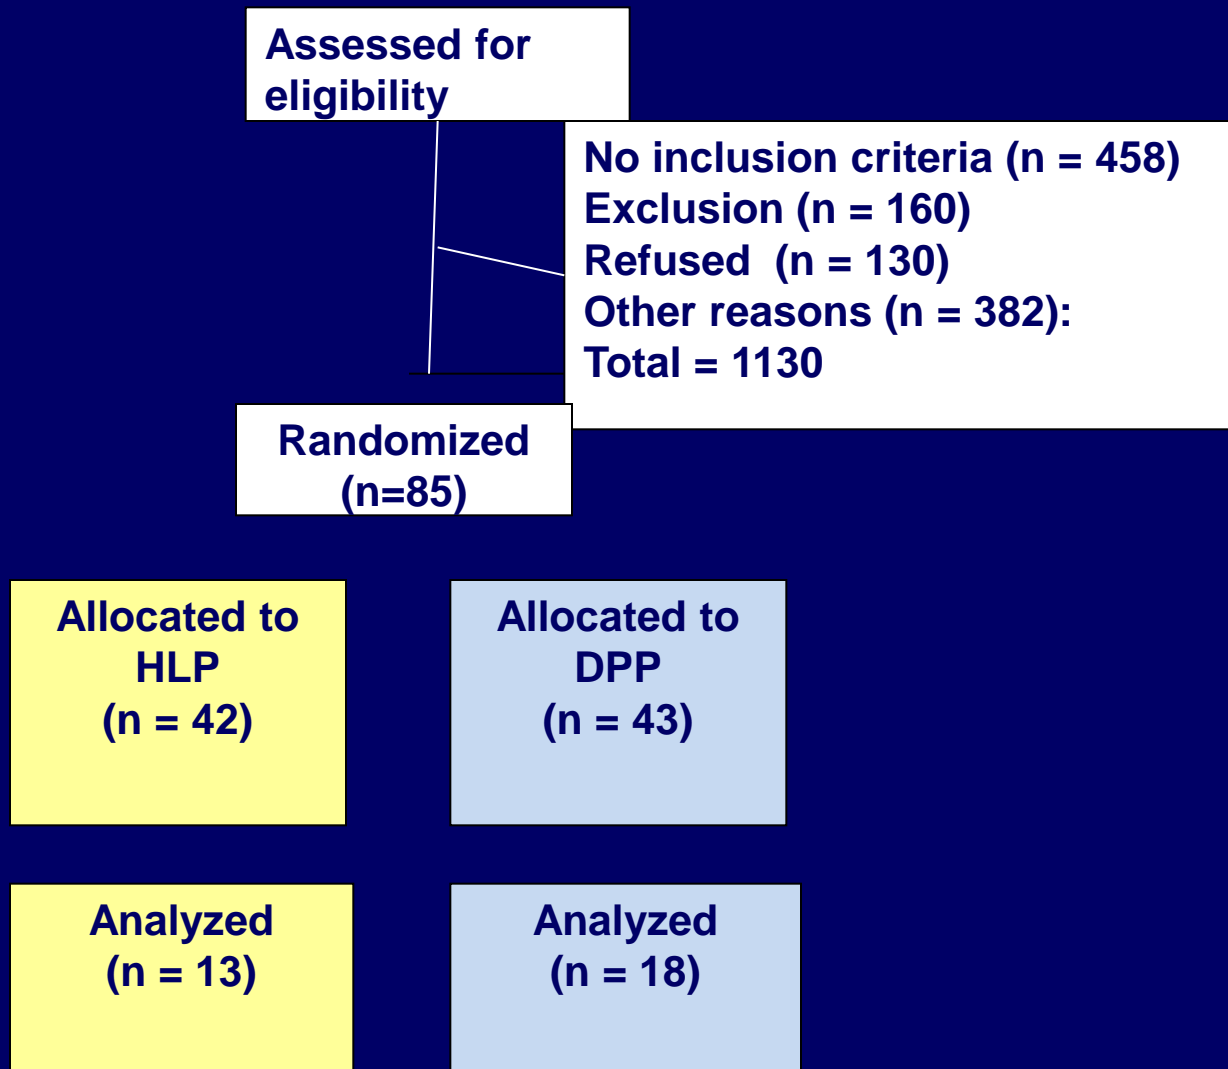 Assessed for
eligibility
No inclusion criteria (n = 458)
Exclusion (n = 160)
Refused  (n = 130)
Other reasons (n = 382):
Total = 1130
Randomized
(n=85)
Allocated to
HLP
(n = 42)
Allocated to
DPP
(n = 43)
Analyzed
(n = 13)
Analyzed
(n = 18)